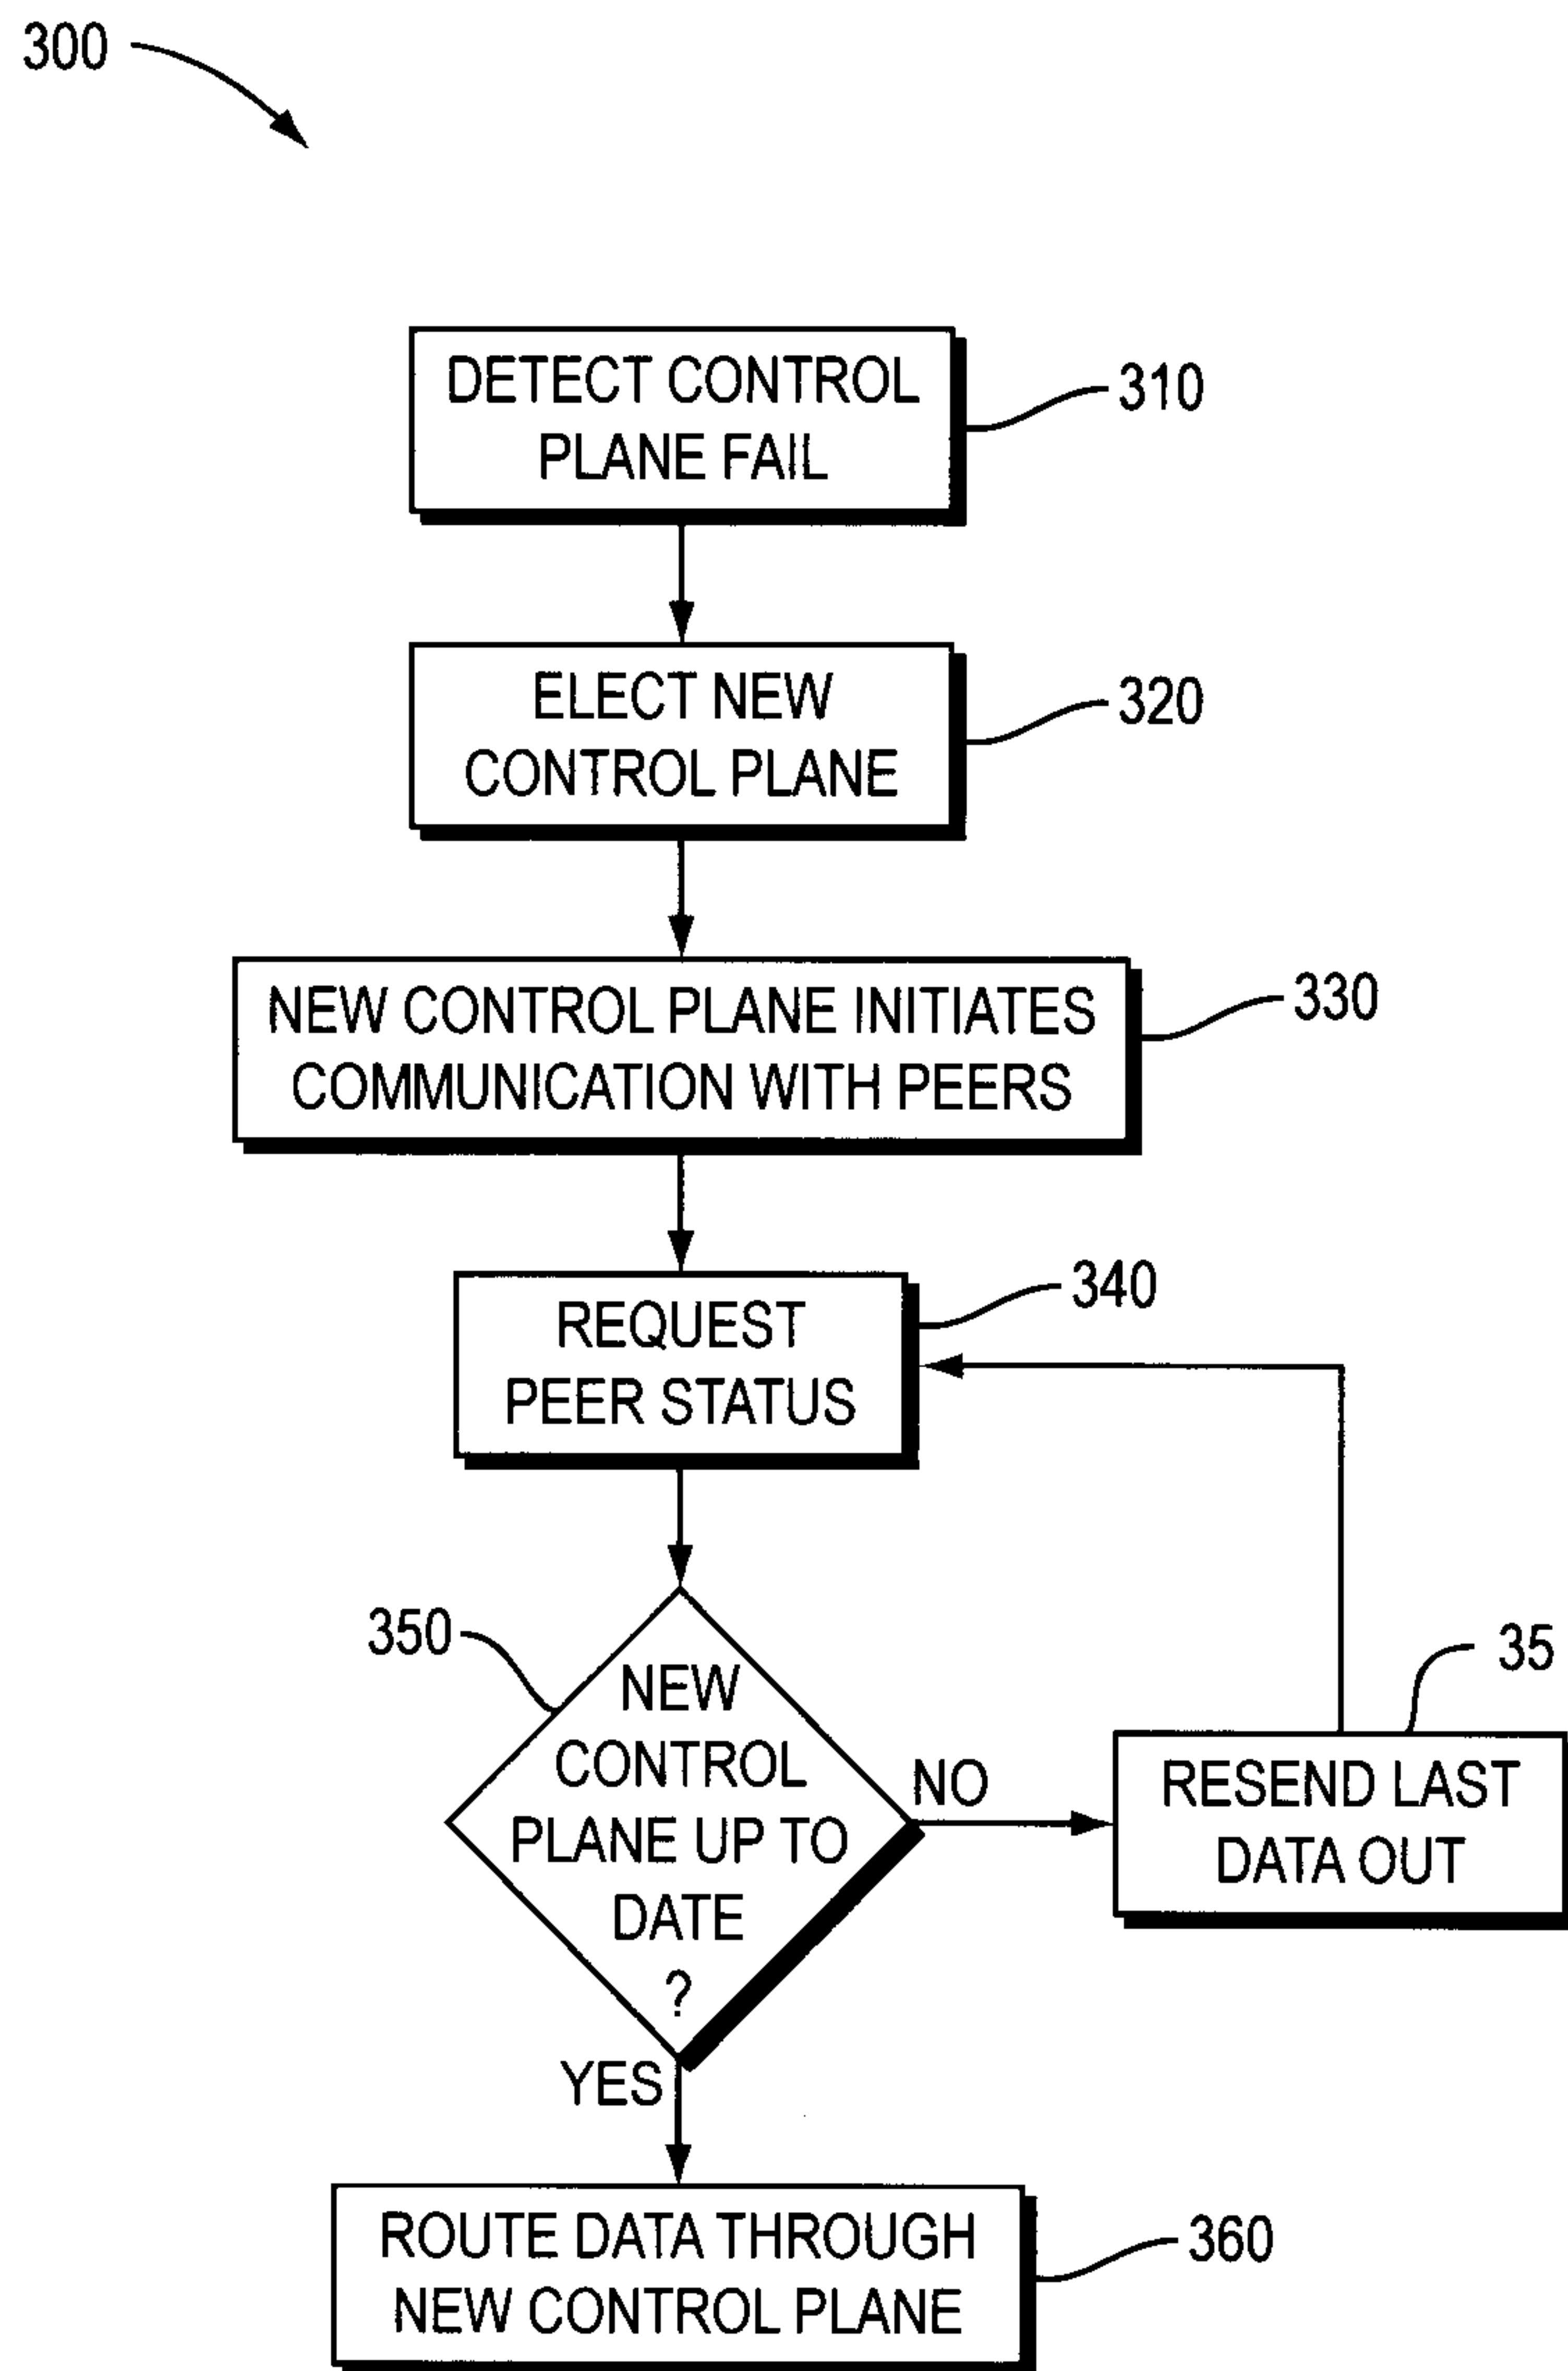 300
DETECT CONTROL
PLANE FAIL
310
ELECT NEW
CONTROL PLANE
320
NEW CONTROL PLANE INITIATES
COMMUNICATION WITH PEERS
330
REQUEST
PEER STATUS
340
350
NEW
CONTROL
PLANE UP TO
DATE
?
NO
35
RESEND LAST
DATA OUT
YES
ROUTE DATA THROUGH
NEW CONTROL PLANE
360